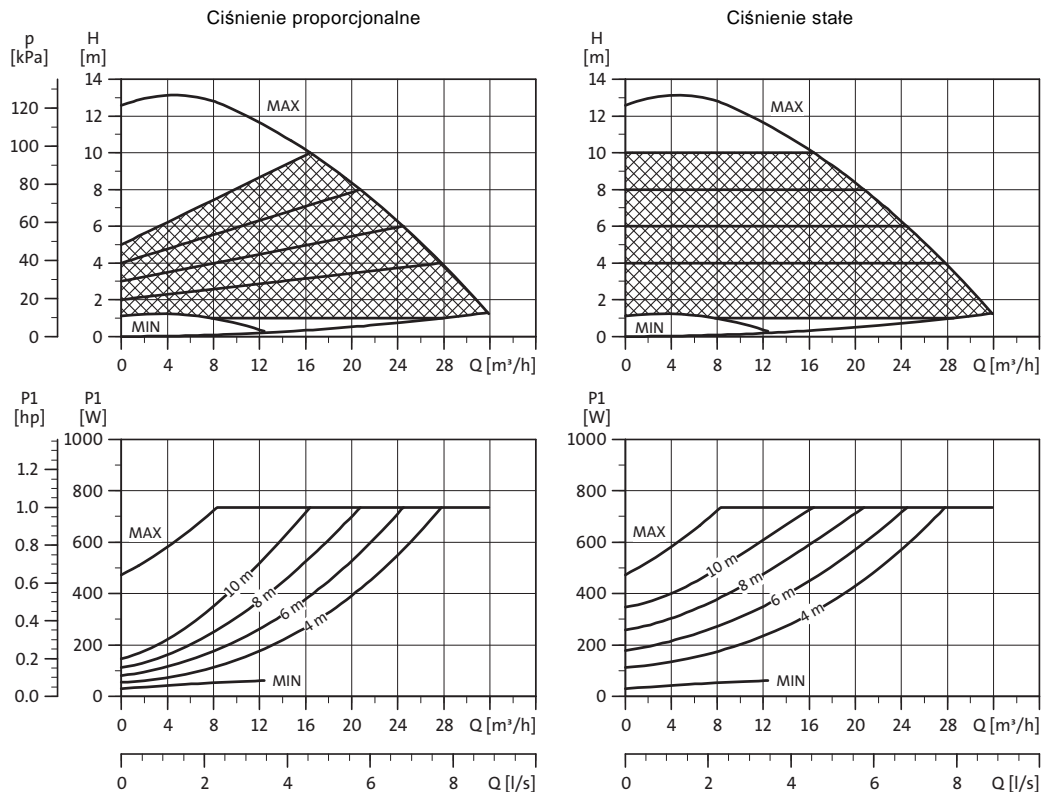 Ciśnienie proporcjonalne
Ciśnienie stałe
p
[kPa]
H
[m]
H
[m]
14
12
10
8
6
4
2
0
120
100
80
60
40
20
0
MAX
MIN
0 4 8 12 16 20 24 28 Q [m³/h]
14
12
10
8
6
4
2
0
MAX
MIN
0 4 8 12 16 20 24 28 Q [m³/h]
P1
[hp]
P1
[W]
P1
[W]
1.2
1.0
0.8
0.6
0.4
0.2
0.0
1000
800
600
400
200
0
MAX
10 m
8 m
6 m
4 m
MIN
0 4 8 12 16 20 24 28 Q [m³/h]
0 2 4 6 8 Q [l/s]
1000
800
600
400
200
0
MAX
10 m
8 m
6 m
4 m
MIN
0 4 8 12 16 20 24 28 Q [m³/h]
0 2 4 6 8 Q [l/s]